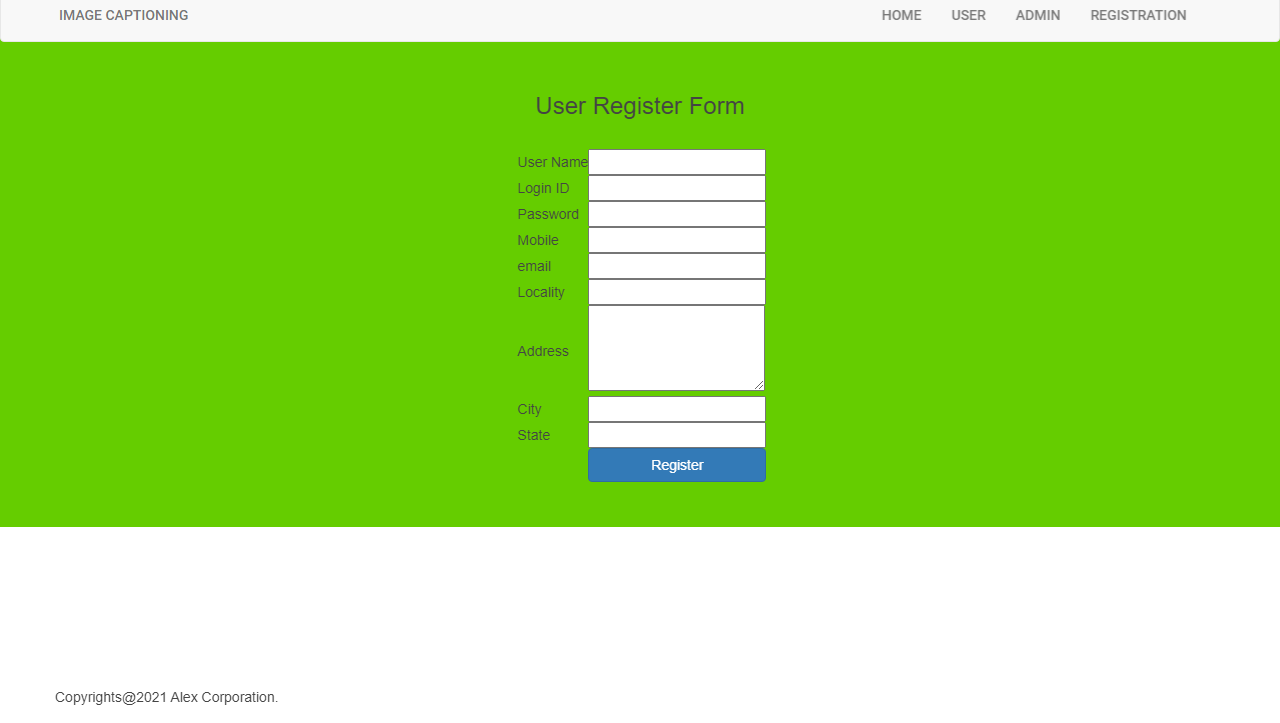 IMAGE CAPTIONING HOME USER ADMIN REGISTRATION
User Register Form
User Name
Login ID
Password
Mobile
email
Locality
Address
City
State
Register
Copyrights@2021 Alex Corporation.